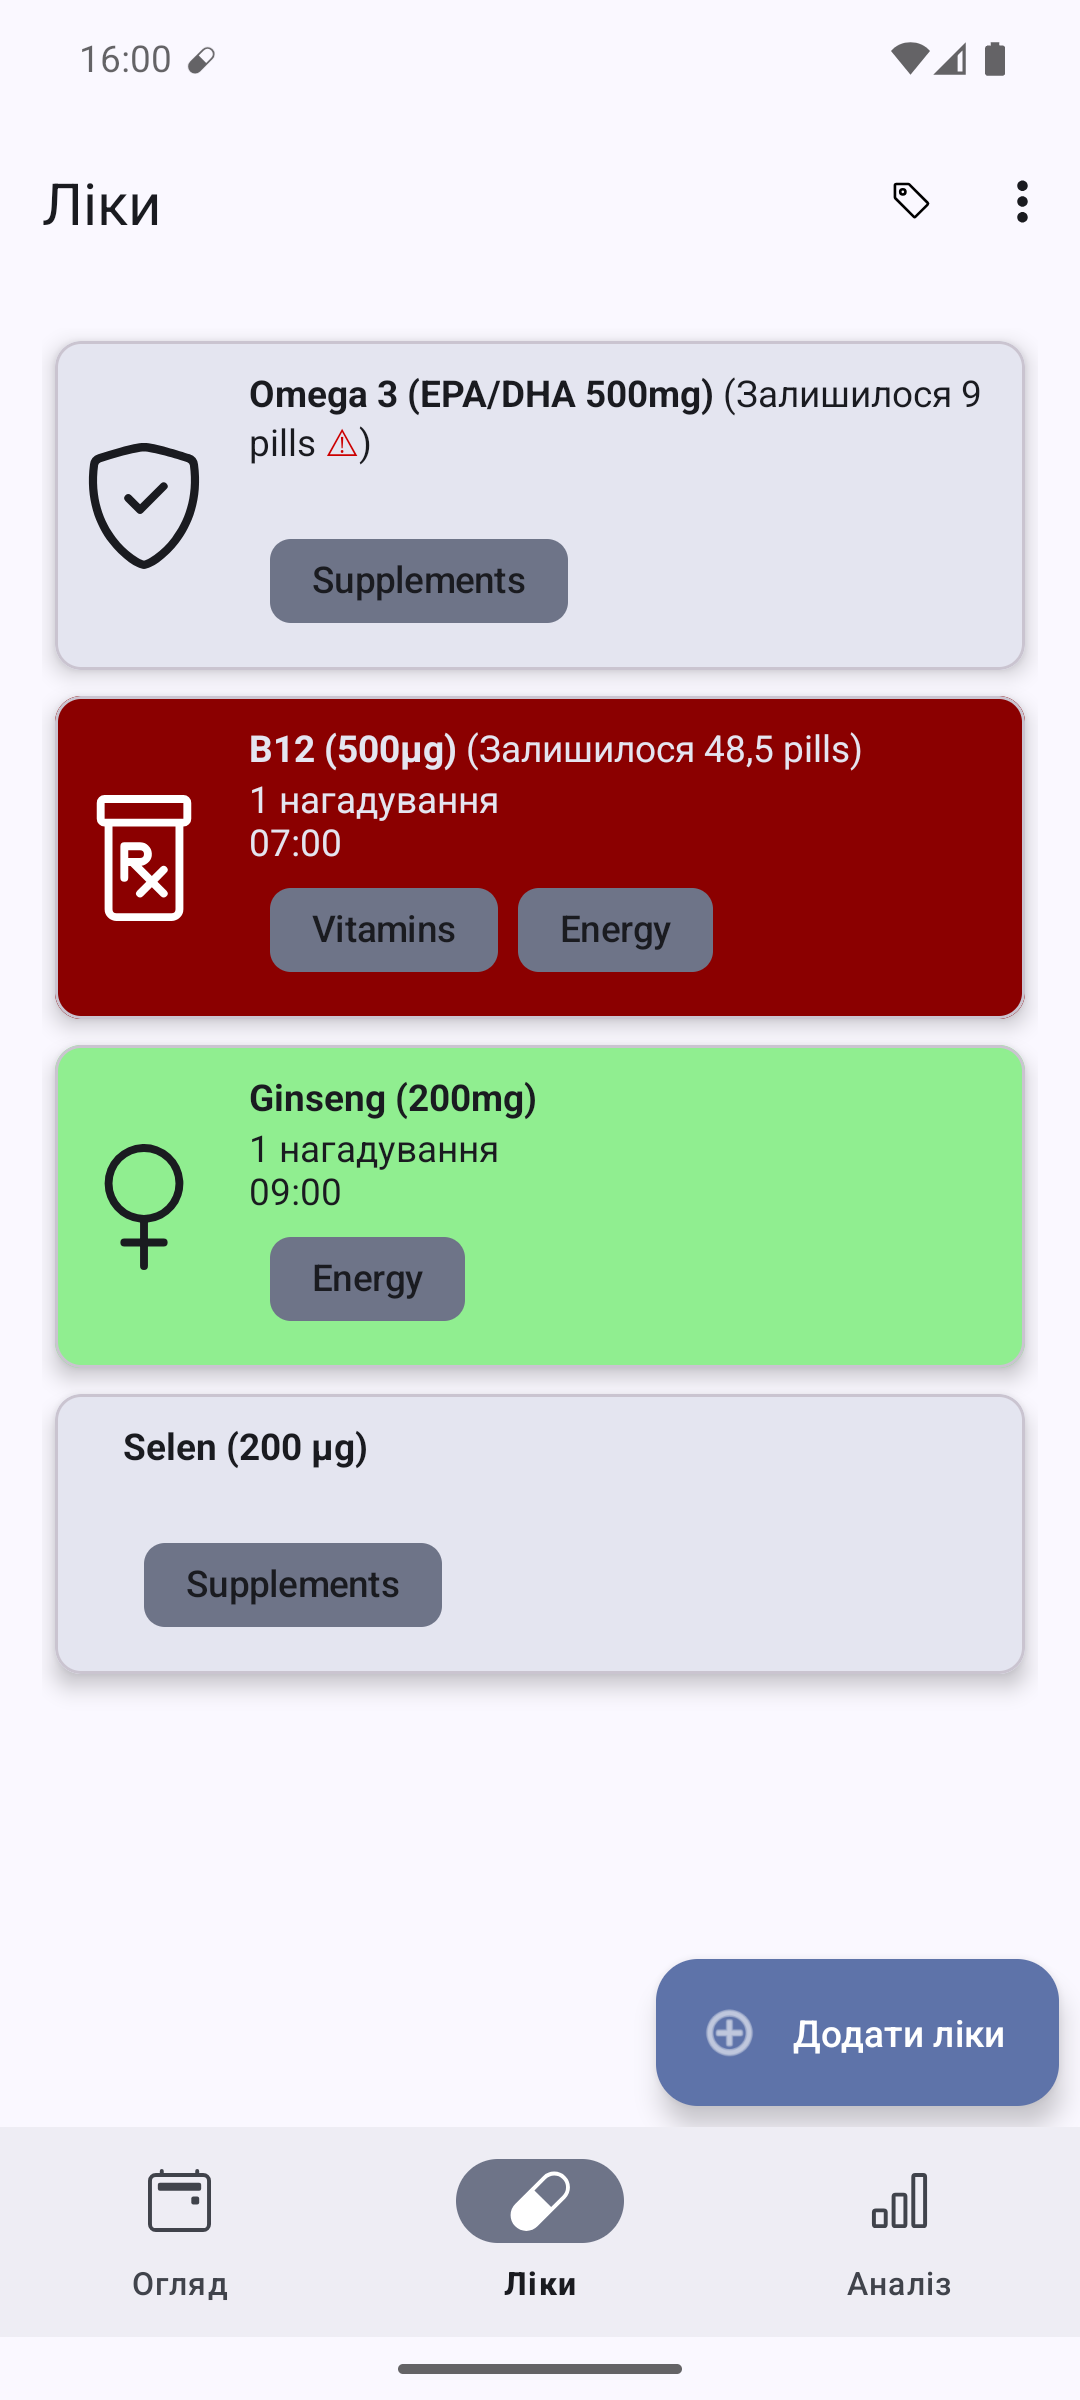 16:00
Ліки
Omega 3 (EPA/DHA 500mg) (Залишилося 9
pills ⚠)
Supplements
B12 (500µg) (Залишилося 48,5 pills)
1 нагадування
07:00
Vitamins Energy
Ginseng (200mg)
1 нагадування
09:00
Energy
Selen (200 µg)
Supplements
Додати ліки
Огляд Ліки Аналіз